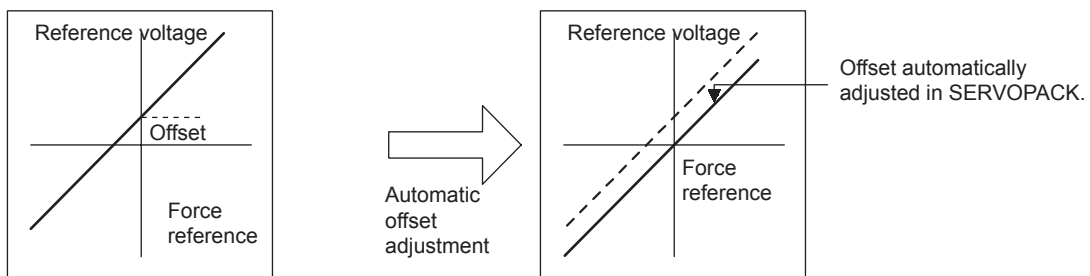 Reference voltage
Offset
Force
reference
Automatic
offset
adjustment
Reference voltage
Force
reference
Offset automatically
adjusted in SERVOPACK.